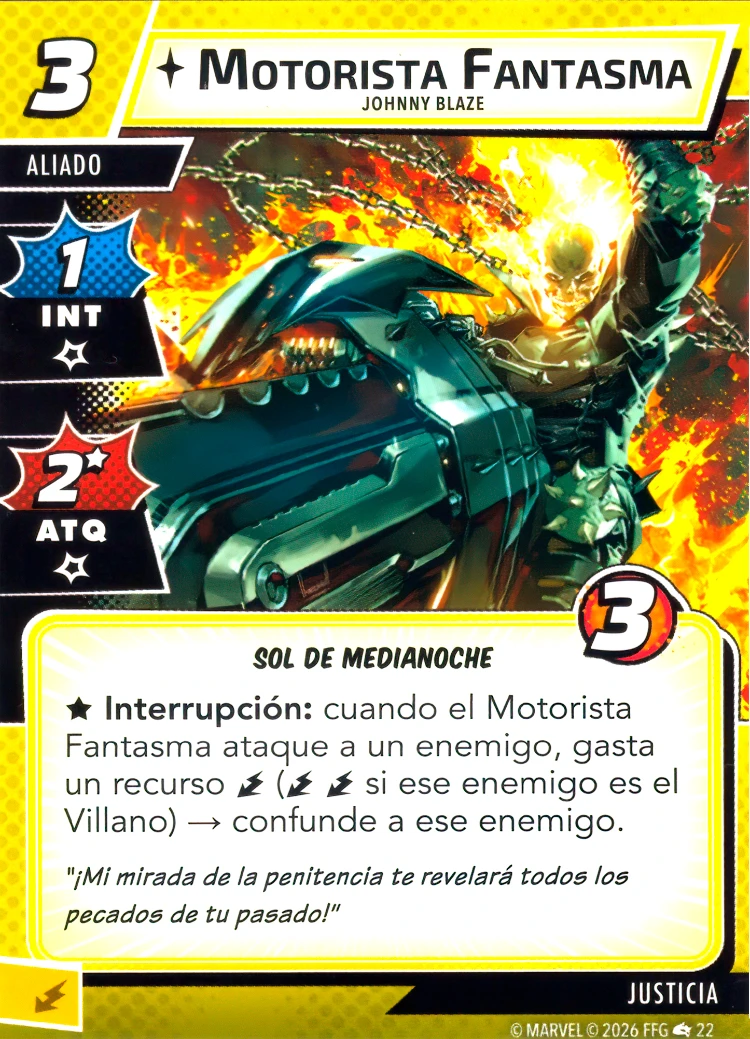 3
MOTORISTA FANTASMA
JOHNNY BLAZE
ALIADO
1
INT
2
ATQ
3
SOL DE MEDIANOCHE
★ Interrupción: cuando el Motorista
Fantasma ataque a un enemigo, gasta
un recurso (si ese enemigo es el
Villano) → confunde a ese enemigo.
"¡Mi mirada de la penitencia te revelará todos los
pecados de tu pasado!"
JUSTICIA
© MARVEL © 2026 FFG 22